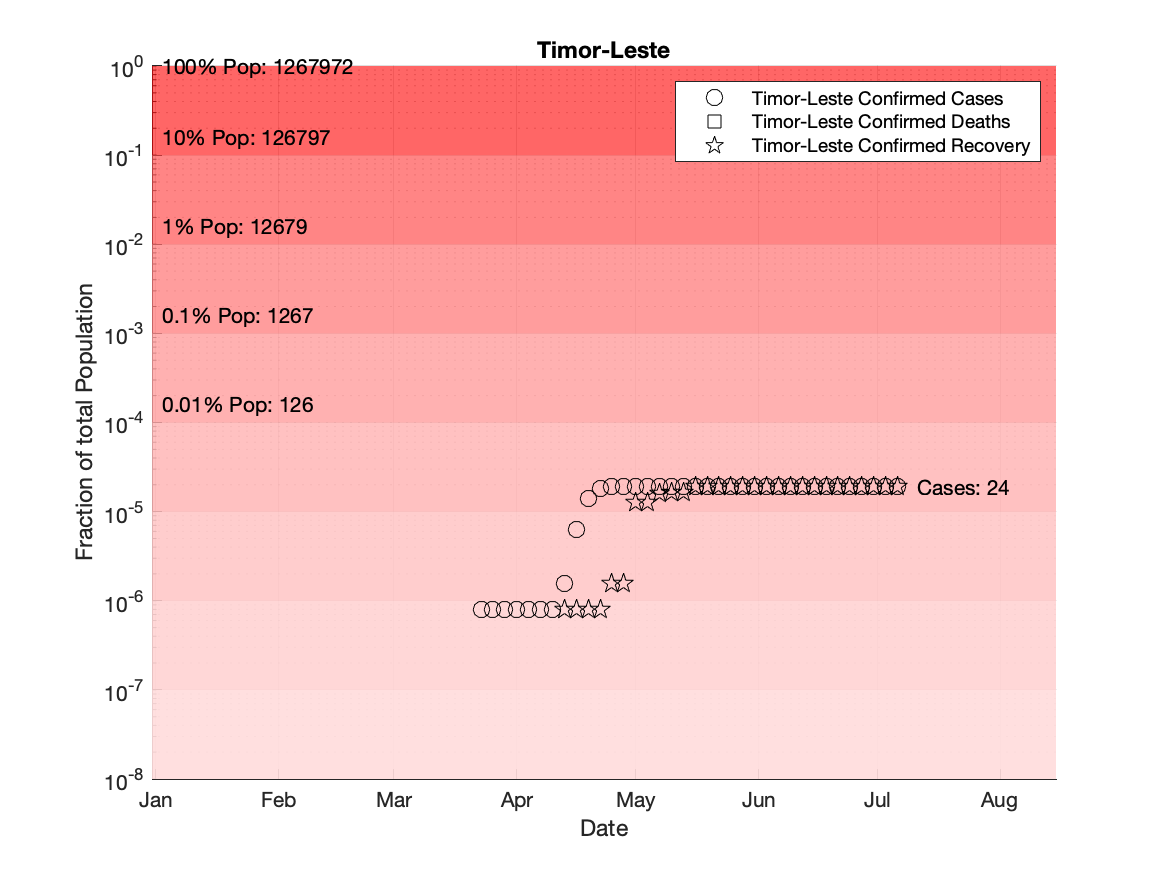 Timor-Leste
10^0
100% Pop: 1267972
Timor-Leste Confirmed Cases
Timor-Leste Confirmed Deaths
Timor-Leste Confirmed Recovery
10% Pop: 126797
10^-1
1% Pop: 12679
10^-2
0.1% Pop: 1267
10^-3
0.01% Pop: 126
10^-4
Cases: 24
10^-5
10^-6
10^-7
10^-8
Fraction of total Population
Jan Feb Mar Apr May Jun Jul Aug
Date